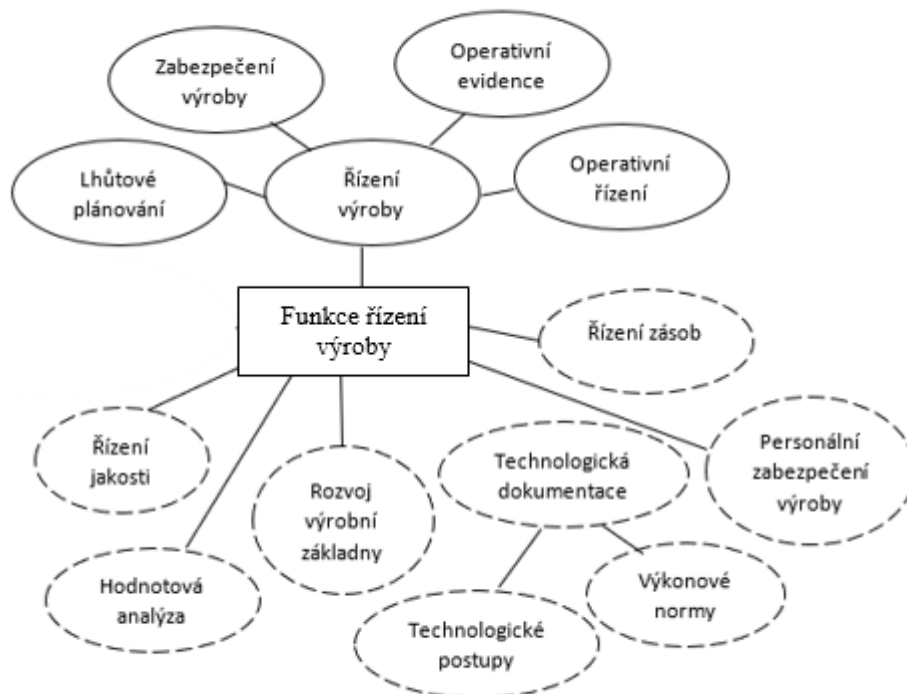 Zabezpečení
výroby
Operativní
evidence
Lhůtové
plánování
Řízení
výroby
Operativní
řízení
Funkce řízení
výroby
Řízení zásob
Řízení
jakosti
Rozvoj
výrobní
základny
Technologická
dokumentace
Personální
zabezpečení
výroby
Hodnotová
analýza
Technologické
postupy
Výkonové
normy